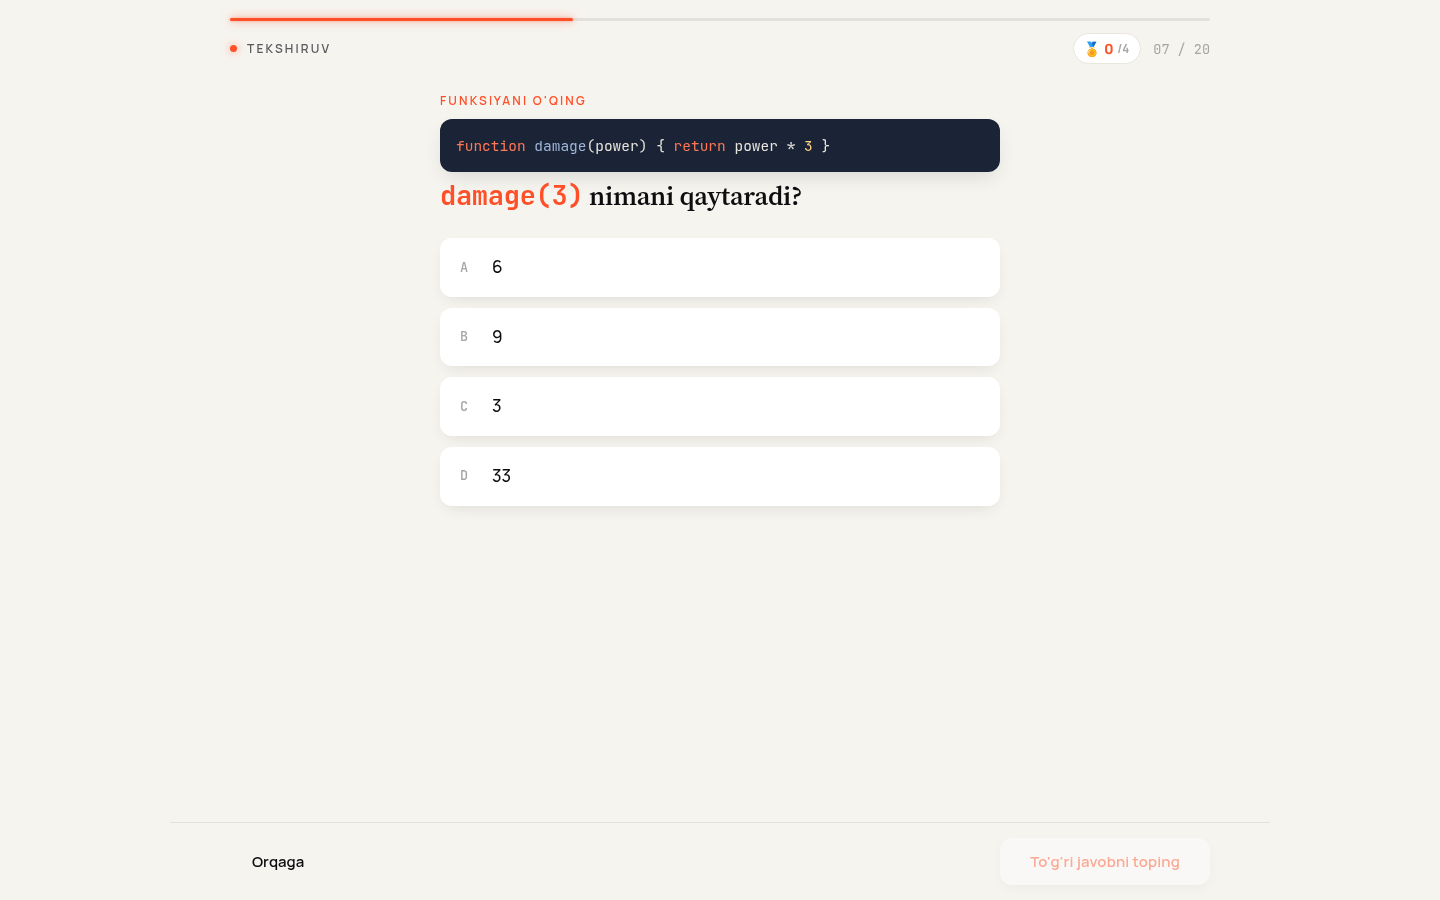 TEKSHIRUV
🏅 0 /4 07 / 20
FUNKSIYANI O'QING
function damage(power) { return power * 3 }
damage(3) nimani qaytaradi?
A 6
B 9
C 3
D 33
Orqaga
To'g'ri javobni toping